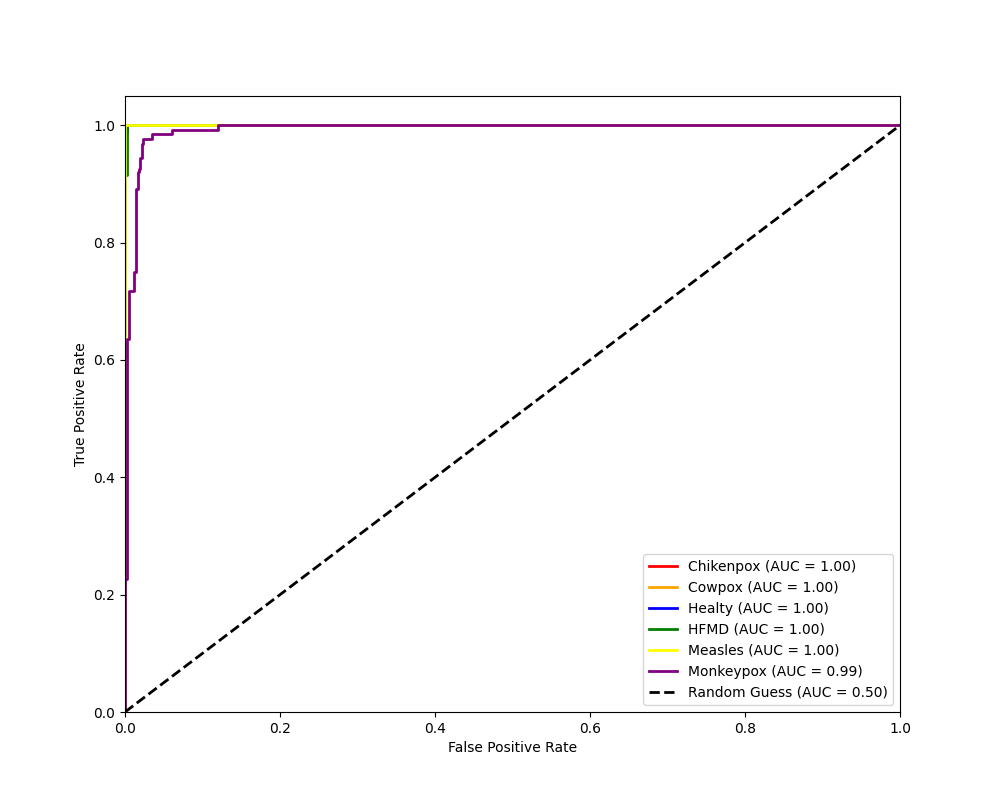 1.0
0.8
0.6
0.4
0.2
0.0
True Positive Rate
0.0 0.2 0.4 0.6 0.8 1.0
False Positive Rate
Chikenpox (AUC = 1.00)
Cowpox (AUC = 1.00)
Healty (AUC = 1.00)
HFMD (AUC = 1.00)
Measles (AUC = 1.00)
Monkeypox (AUC = 0.99)
Random Guess (AUC = 0.50)